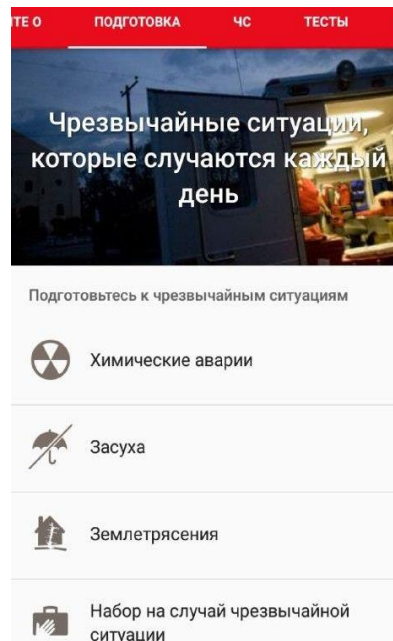 ТЕ О ПОДГОТОВКА ЧС ТЕСТЫ
Чрезвычайные ситуации,
которые случаются каждый
день
Подготовьтесь к чрезвычайным ситуациям
Химические аварии
Засуха
Землетрясения
Набор на случай чрезвычайной
ситуации